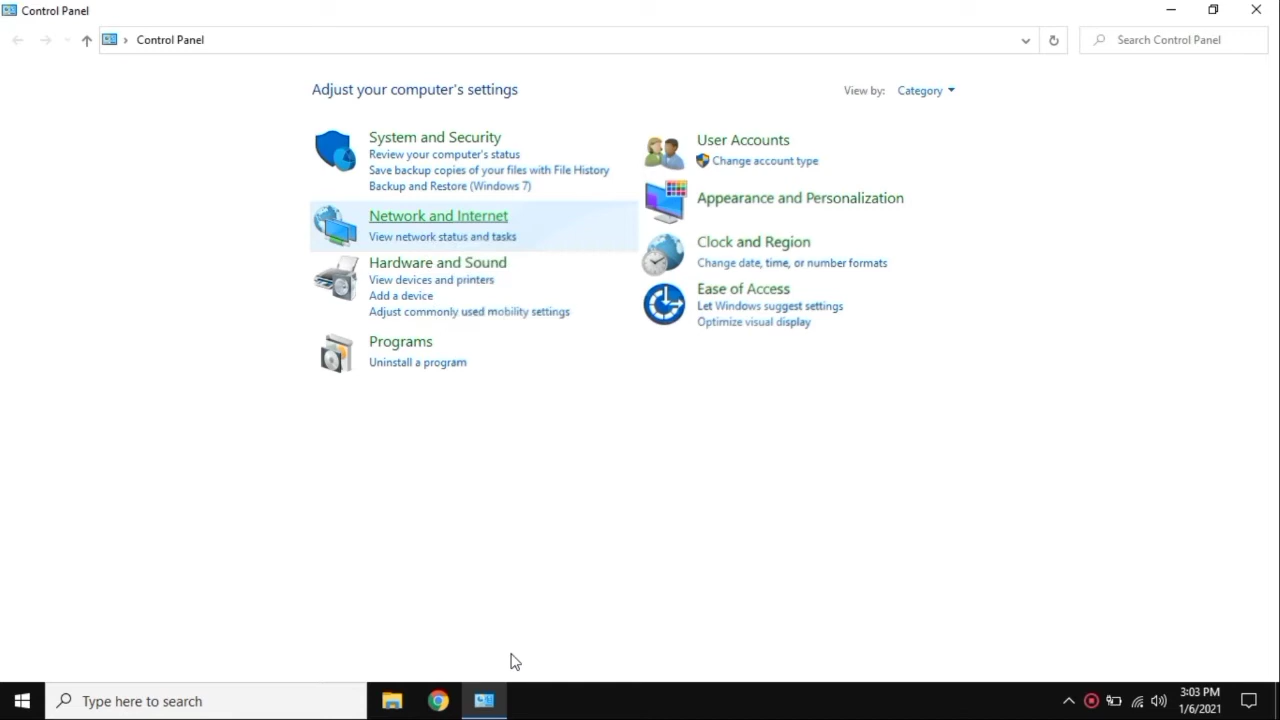 Control Panel
Control Panel
Search Control Panel
Adjust your computer's settings
View by: Category
System and Security
Review your computer's status
Save backup copies of your files with File History
Backup and Restore (Windows 7)
Network and Internet
View network status and tasks
Hardware and Sound
View devices and printers
Add a device
Adjust commonly used mobility settings
Programs
Uninstall a program
User Accounts
Change account type
Appearance and Personalization
Clock and Region
Change date, time, or number formats
Ease of Access
Let Windows suggest settings
Optimize visual display
Type here to search
3:03 PM
1/6/2021